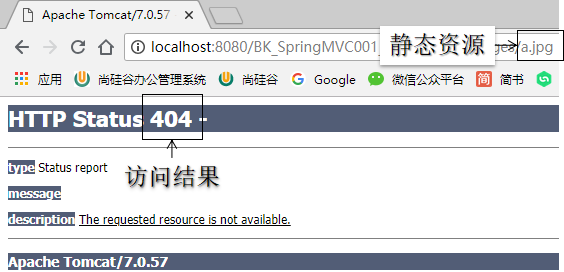 Apache Tomcat/7.0.57
localhost:8080/BK_SpringMVC001_
静态资源
/a.jpg
应用
尚硅谷办公管理系统
尚硅谷
百度
Google
微信公众平台
简 简书
HTTP Status 404 -
type Status report
访问结果
message
description The requested resource is not available.
Apache Tomcat/7.0.57